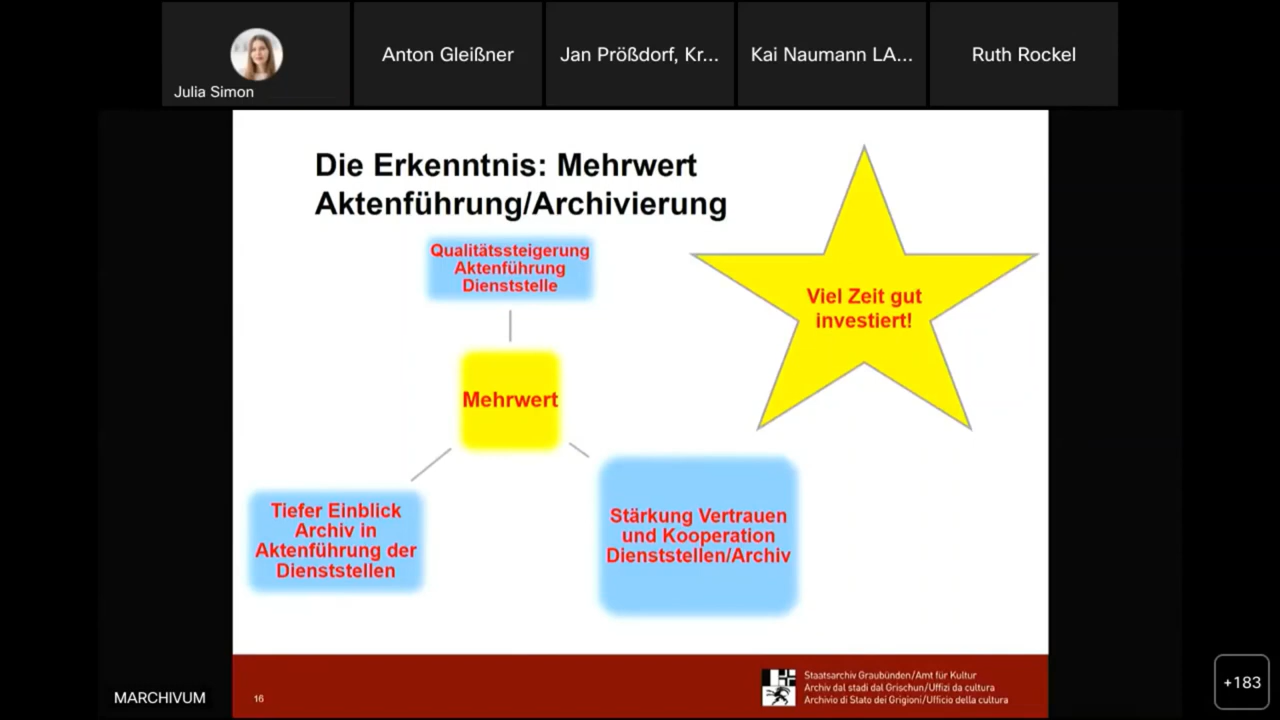 Julia Simon
Anton Gleißner
Jan Prößdorf, Kr...
Kai Naumann LA...
Ruth Rockel
Die Erkenntnis: Mehrwert
Aktenführung/Archivierung
Qualitätssteigerung
Aktenführung
Dienststelle
Viel Zeit gut
investiert!
Mehrwert
Tiefer Einblick
Archiv in
Aktenführung der
Dienststellen
Stärkung Vertrauen
und Kooperation
Dienststellen/Archiv
MARCHIVUM
16
Staatsarchiv Graubünden/Amt für Kultur
Archiv dal stadi dal Grischun/Uffizi da cultura
Archivio di Stato dei Grigioni/Ufficio della cultura
+183